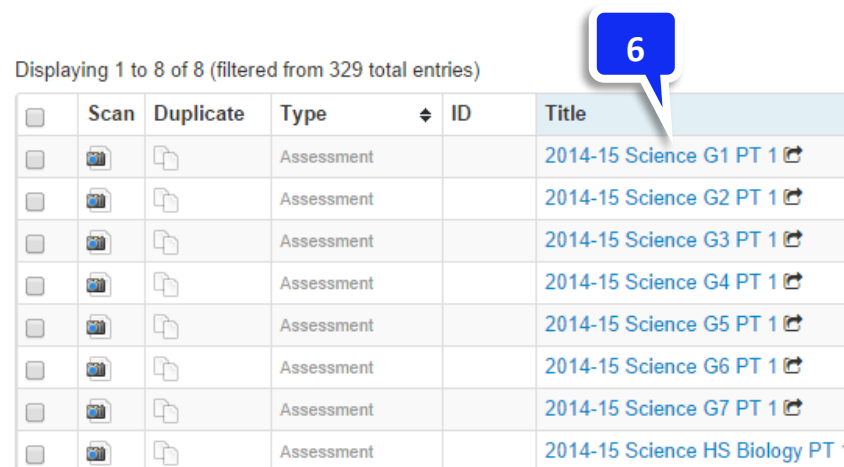 6
Displaying 1 to 8 of 8 (filtered from 329 total entries)
Scan Duplicate Type ID Title
Assessment 2014-15 Science G1 PT 1
Assessment 2014-15 Science G2 PT 1
Assessment 2014-15 Science G3 PT 1
Assessment 2014-15 Science G4 PT 1
Assessment 2014-15 Science G5 PT 1
Assessment 2014-15 Science G6 PT 1
Assessment 2014-15 Science G7 PT 1
Assessment 2014-15 Science HS Biology PT